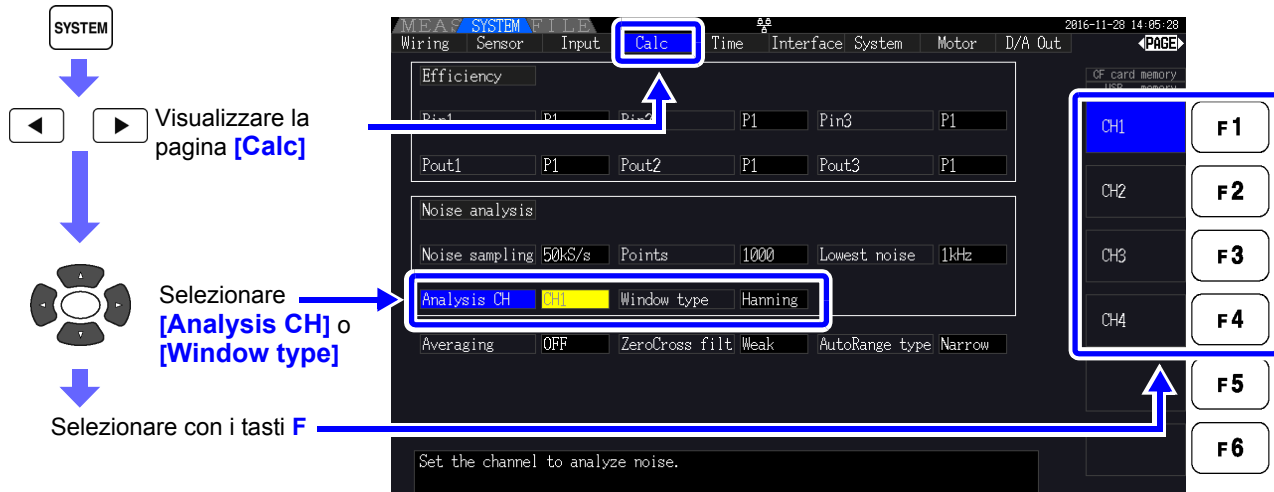 SYSTEM
Visualizzare la
pagina [Calc]
Selezionare
[Analysis CH] o
[Window type]
Selezionare con i tasti F
MEAS SYSTEM FILE 2016-11-28 14:05:28
Wiring Sensor Input Calc Time Interface System Motor D/A Out PAGE
CF card memory
USB memory
Efficiency
Pin1 P1 Pin2 P1 Pin3 P1
Pout1 P1 Pout2 P1 Pout3 P1
Noise analysis
Noise sampling 50kS/s Points 1000 Lowest noise 1kHz
Analysis CH CH1 Window type Hanning
Averaging OFF ZeroCross filt Weak AutoRange type Narrow
Set the channel to analyze noise.
CH1 F1
CH2 F2
CH3 F3
CH4 F4
F5
F6